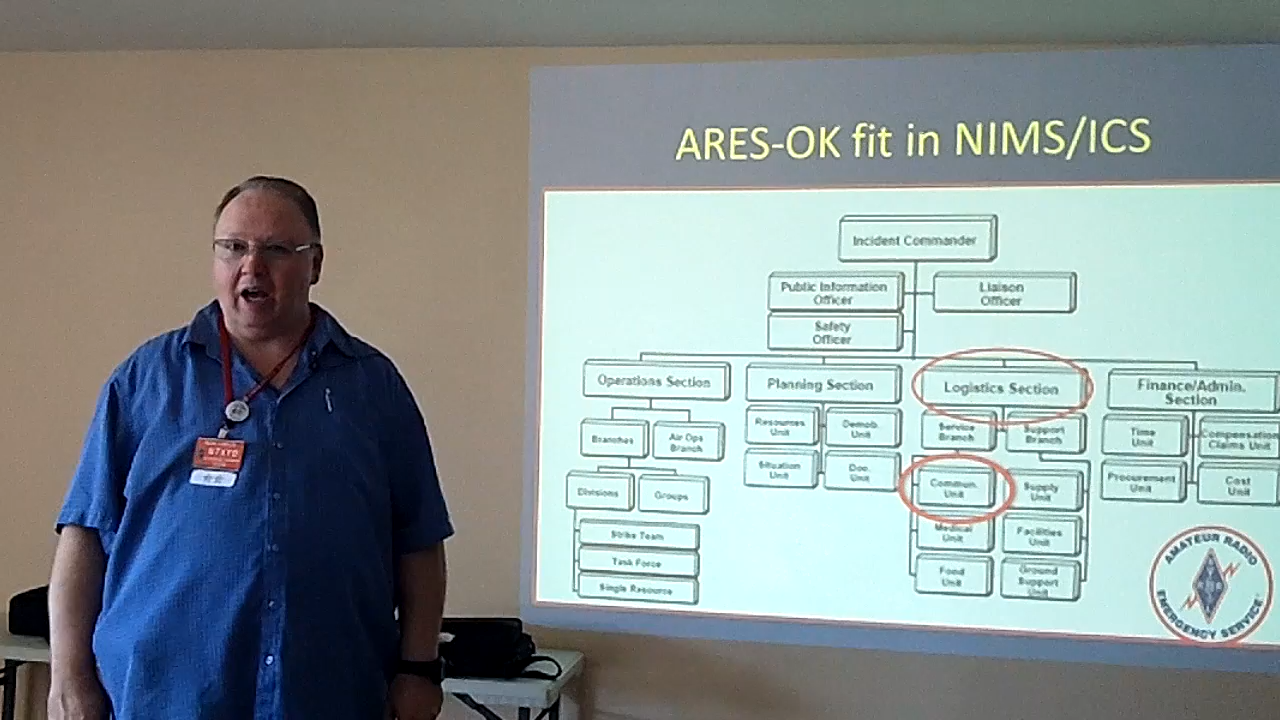 ARES-OK fit in NIMS/ICS
Incident Commander
Public Information
Officer
Liaison
Officer
Safety
Officer
Operations Section
Planning Section
Logistics Section
Finance/Admin.
Section
Branches
Air Ops
Branch
Resources
Unit
Demob.
Unit
Service
Branch
Support
Branch
Time
Unit
Compensation
Claims Unit
Divisions
Groups
Situation
Unit
Doc.
Unit
Commun.
Unit
Supply
Unit
Procurement
Unit
Cost
Unit
Strike Team
Task Force
Single Resource
Medical
Unit
Facilities
Unit
Food
Unit
Ground
Support
Unit
AMATEUR RADIO
EMERGENCY SERVICE